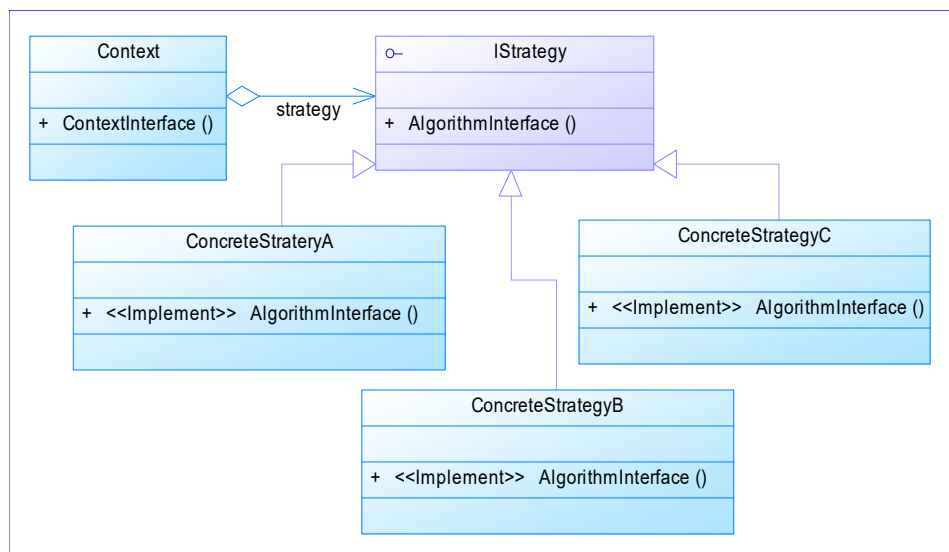 Context
+ ContextInterface ()
strategy
IStrategy
+ AlgorithmInterface ()
ConcreteStrateryA
+ <<Implement>> AlgorithmInterface ()
ConcreteStrategyC
+ <<Implement>> AlgorithmInterface ()
ConcreteStrategyB
+ <<Implement>> AlgorithmInterface ()